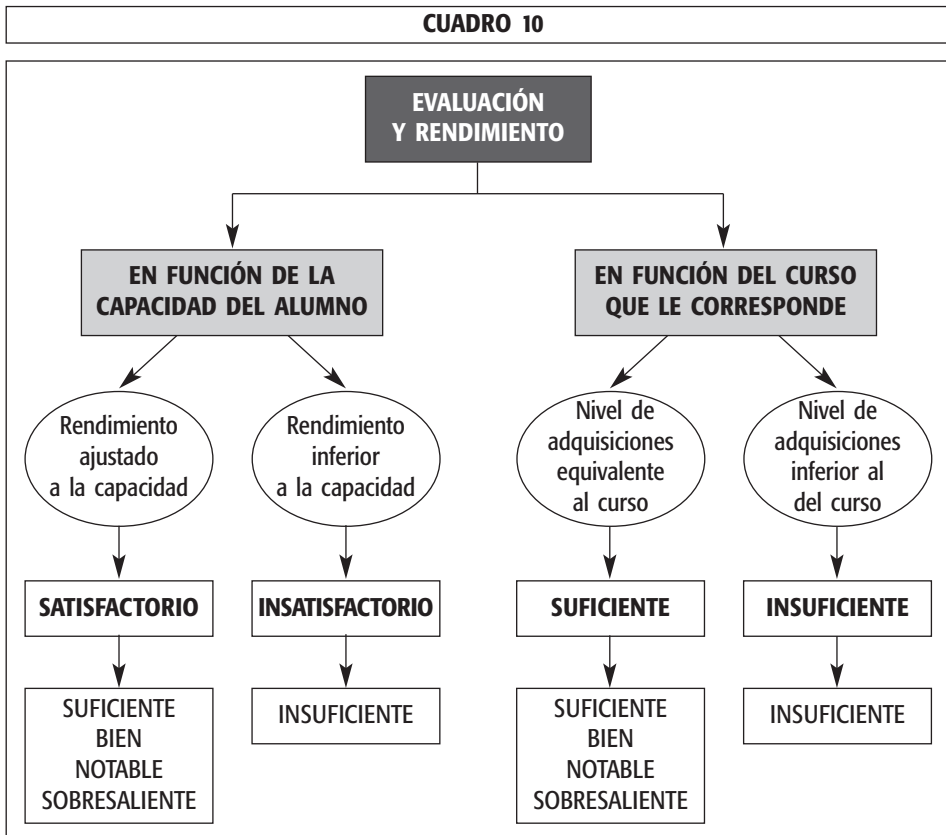 CUADRO 10
EVALUACIÓN
Y RENDIMIENTO
EN FUNCIÓN DE LA
CAPACIDAD DEL ALUMNO
EN FUNCIÓN DEL CURSO
QUE LE CORRESPONDE
Rendimiento
ajustado
a la capacidad
Rendimiento
inferior
a la capacidad
Nivel de
adquisiciones
equivalente
al curso
Nivel de
adquisiciones
inferior al
del curso
SATISFACTORIO
INSATISFACTORIO
SUFICIENTE
INSUFICIENTE
SUFICIENTE
BIEN
NOTABLE
SOBRESALIENTE
INSUFICIENTE
SUFICIENTE
BIEN
NOTABLE
SOBRESALIENTE
INSUFICIENTE